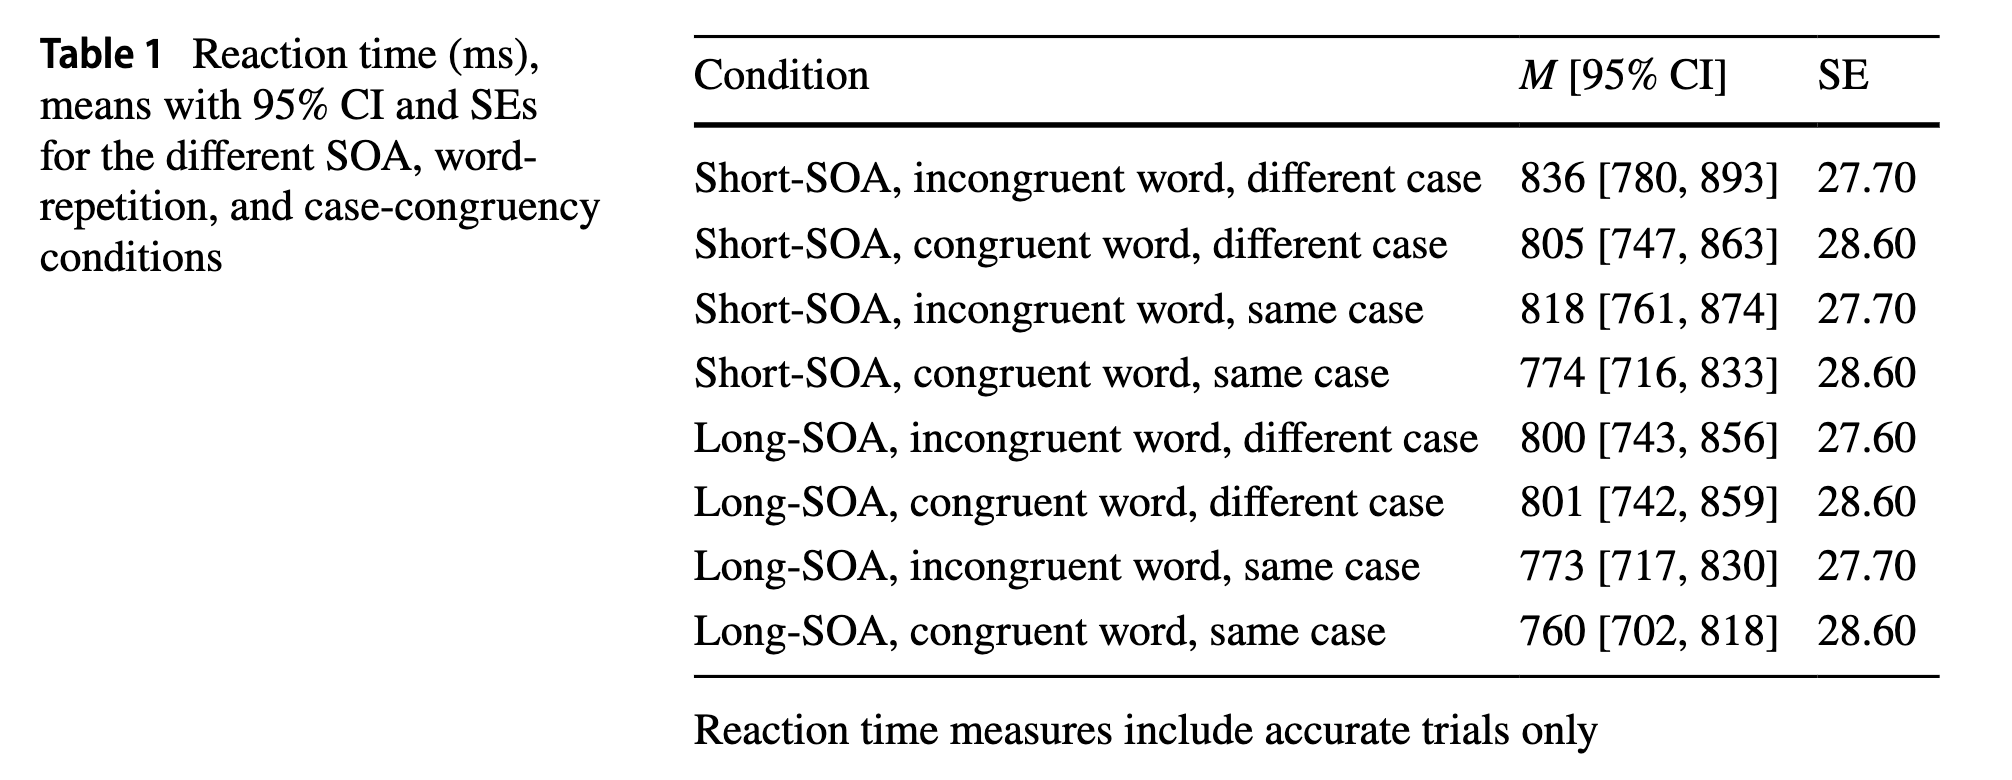 Table 1 Reaction time (ms),
means with 95% CI and SEs
for the different SOA, word-
repetition, and case-congruency
conditions
Condition M [95% CI] SE
Short-SOA, incongruent word, different case 836 [780, 893] 27.70
Short-SOA, congruent word, different case 805 [747, 863] 28.60
Short-SOA, incongruent word, same case 818 [761, 874] 27.70
Short-SOA, congruent word, same case 774 [716, 833] 28.60
Long-SOA, incongruent word, different case 800 [743, 856] 27.60
Long-SOA, congruent word, different case 801 [742, 859] 28.60
Long-SOA, incongruent word, same case 773 [717, 830] 27.70
Long-SOA, congruent word, same case 760 [702, 818] 28.60
Reaction time measures include accurate trials only